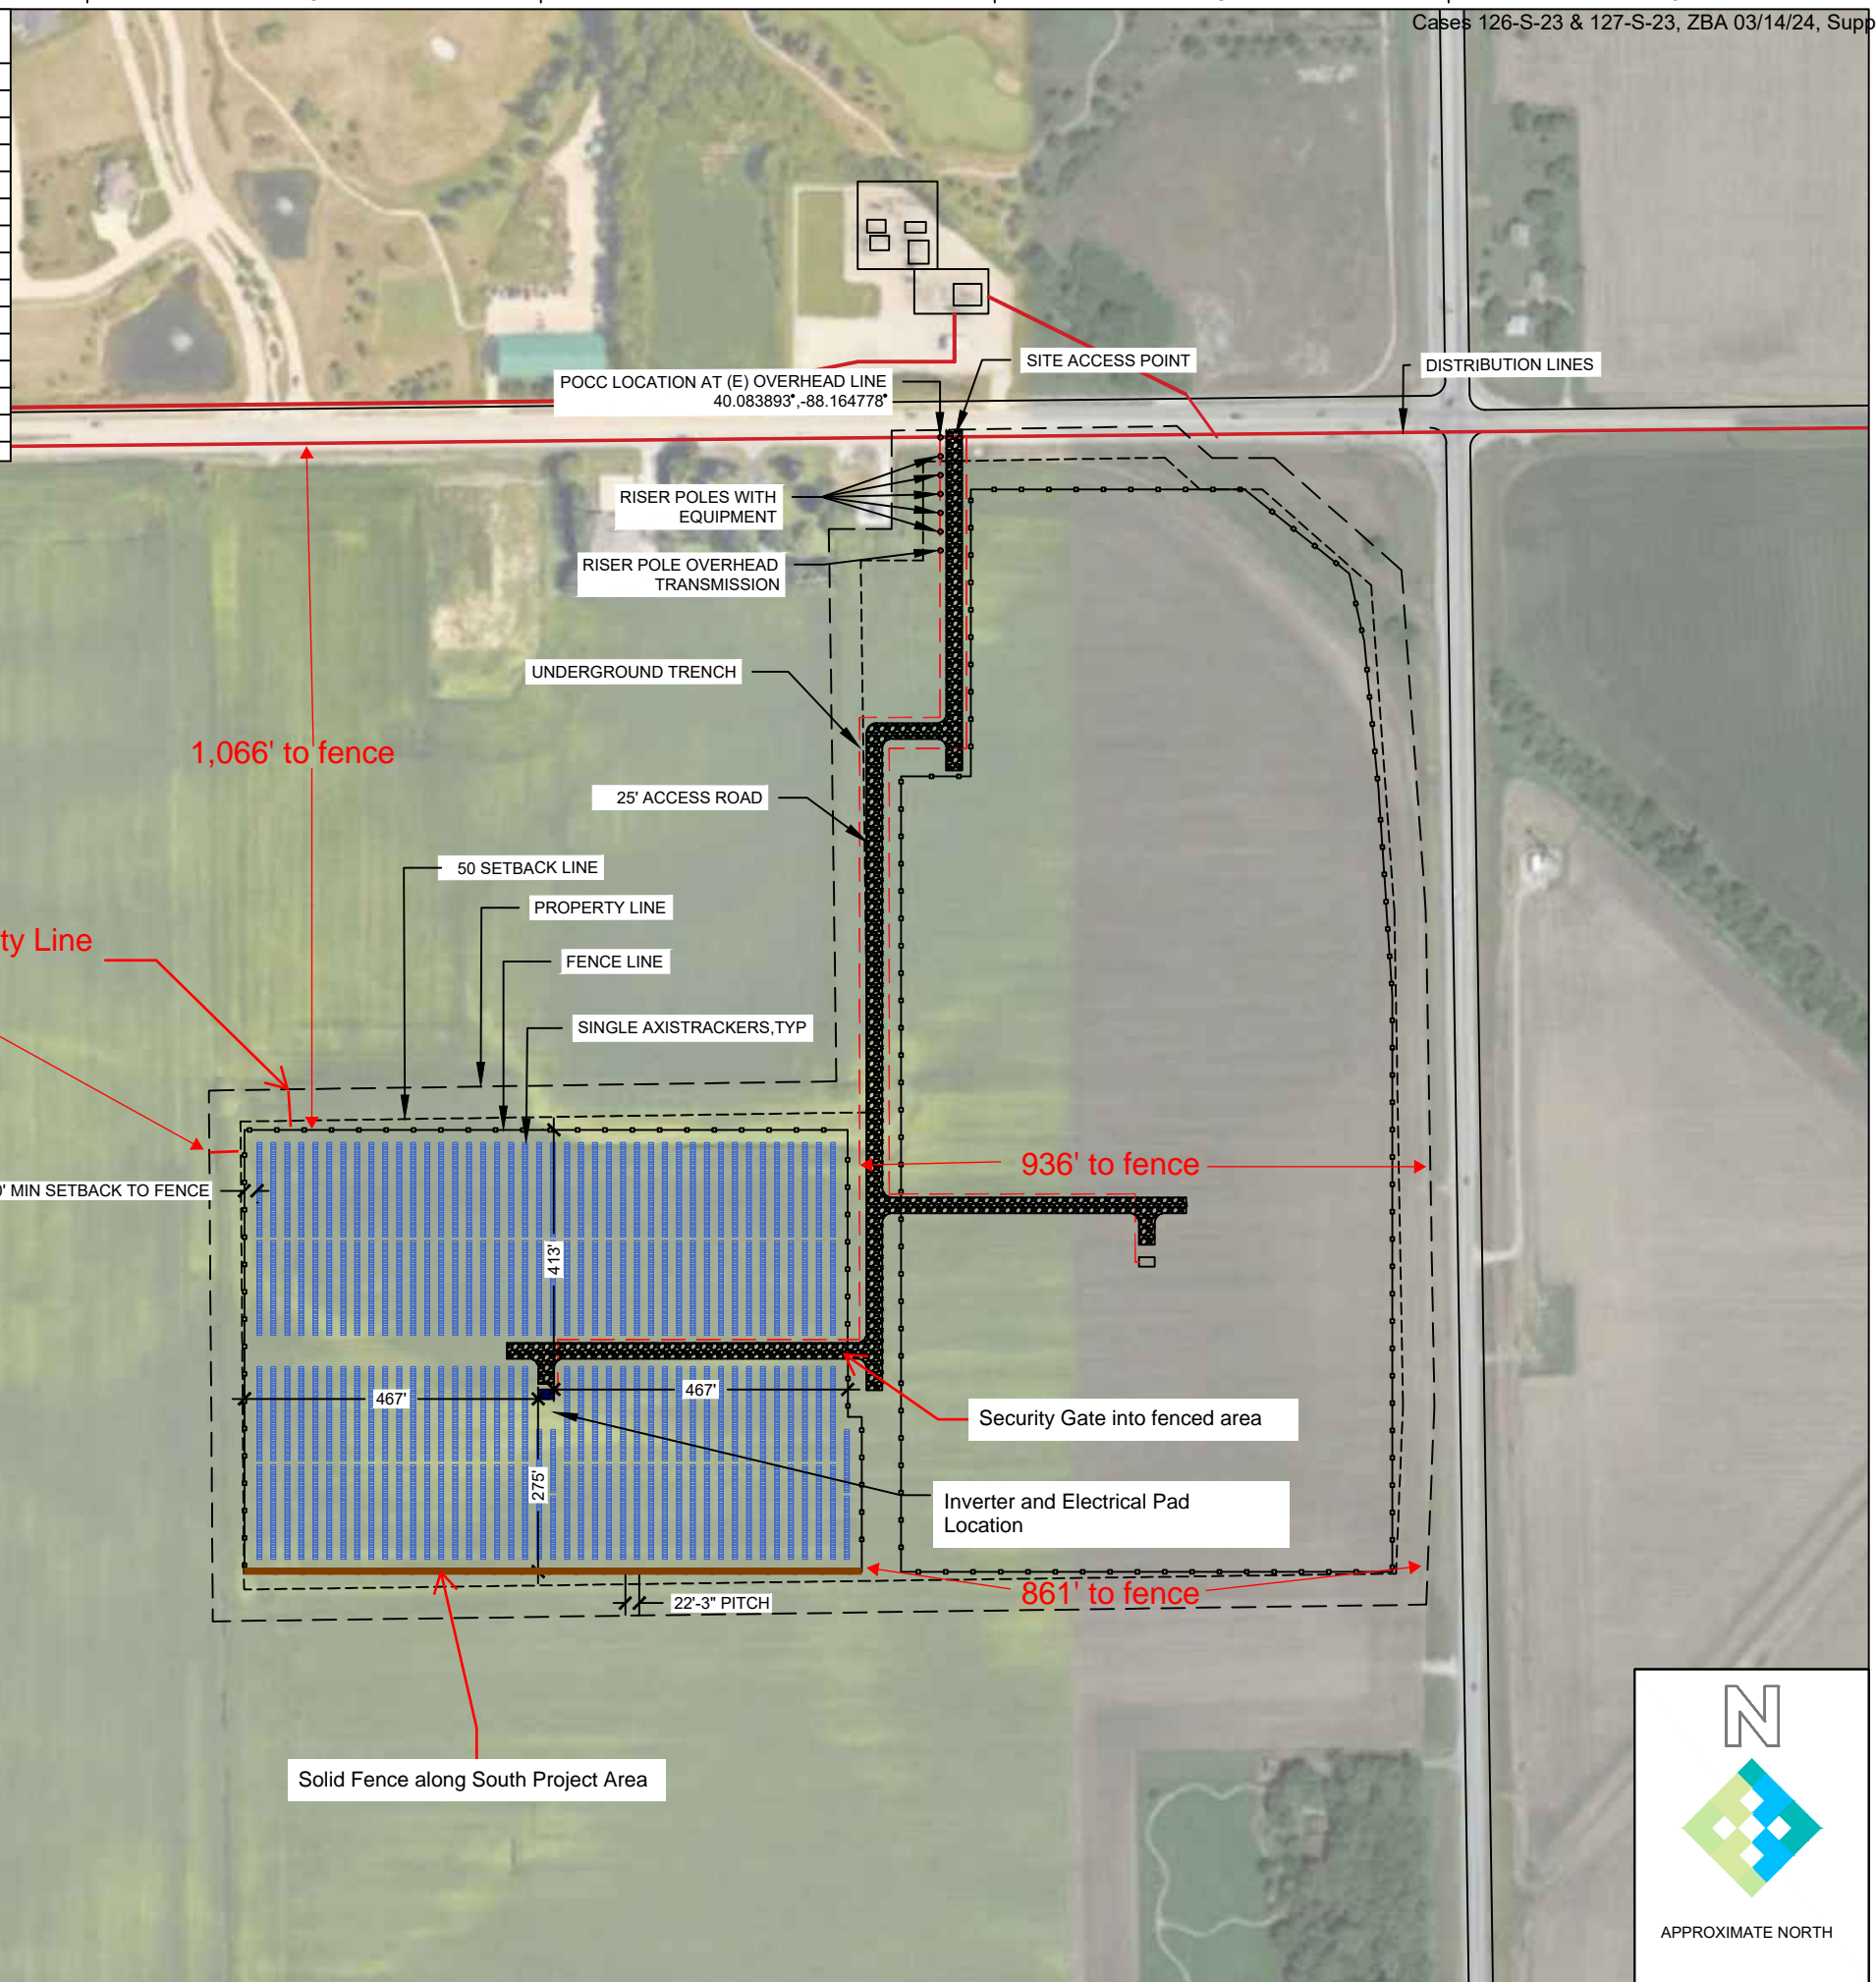 Cases 126-S-23 & 127-S-23, ZBA 03/14/24, Supp
SITE ACCESS POINT
DISTRIBUTION LINES
POCC LOCATION AT (E) OVERHEAD LINE
40.083893°,-88.164778°
RISER POLES WITH
EQUIPMENT
RISER POLE OVERHEAD
TRANSMISSION
UNDERGROUND TRENCH
1,066' to fence
25' ACCESS ROAD
50 SETBACK LINE
PROPERTY LINE
ty Line
FENCE LINE
SINGLE AXISTRACKERS,TYP
936' to fence
0' MIN SETBACK TO FENCE
413'
467'
467'
Security Gate into fenced area
275'
Inverter and Electrical Pad
Location
861' to fence
22'-3" PITCH
Solid Fence along South Project Area
N
APPROXIMATE NORTH